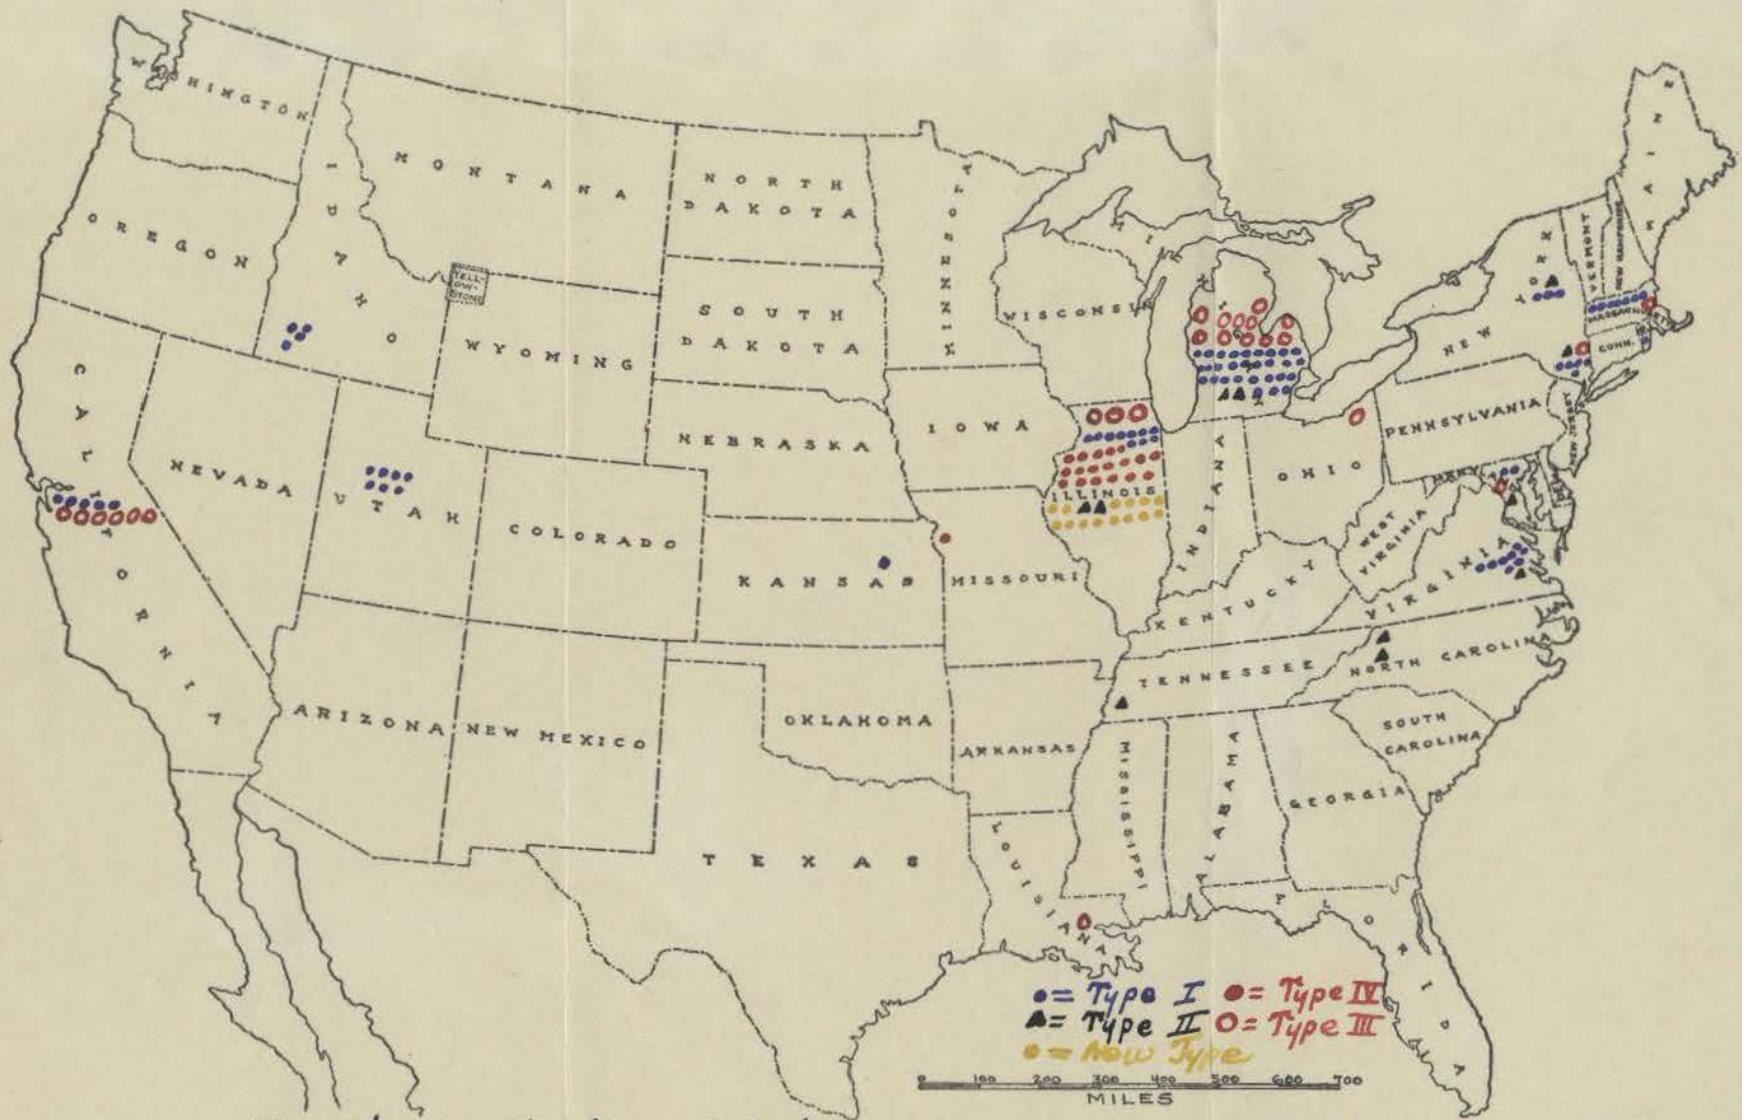 WASHINGTON
OREGON
CALIFORNIA
IDAHO
NEVADA
UTAH
ARIZONA
MONTANA
YELL-
OW-
STONE
WYOMING
COLORADO
NEW MEXICO
NORTH
DAKOTA
SOUTH
DAKOTA
NEBRASKA
KANSAS
OKLAHOMA
TEXAS
MINNESOTA
IOWA
MISSOURI
ARKANSAS
LOUISIANA
WISCONSIN
ILLINOIS
INDIANA
OHIO
KENTUCKY
TENNESSEE
MISSISSIPPI
ALABAMA
GEORGIA
FLORIDA
SOUTH
CAROLINA
NORTH CAROLINA
VIRGINIA
WEST
VIRGINIA
PENNSYLVANIA
NEW JERSEY
NEW YORK
CONN.
MASSACHUSETTS
VERMONT
NEW HAMPSHIRE
MAINE
= Type I = Type IV
= Type II = Type III
= New Type
0 100 200 300 400 500 600 700
MILES